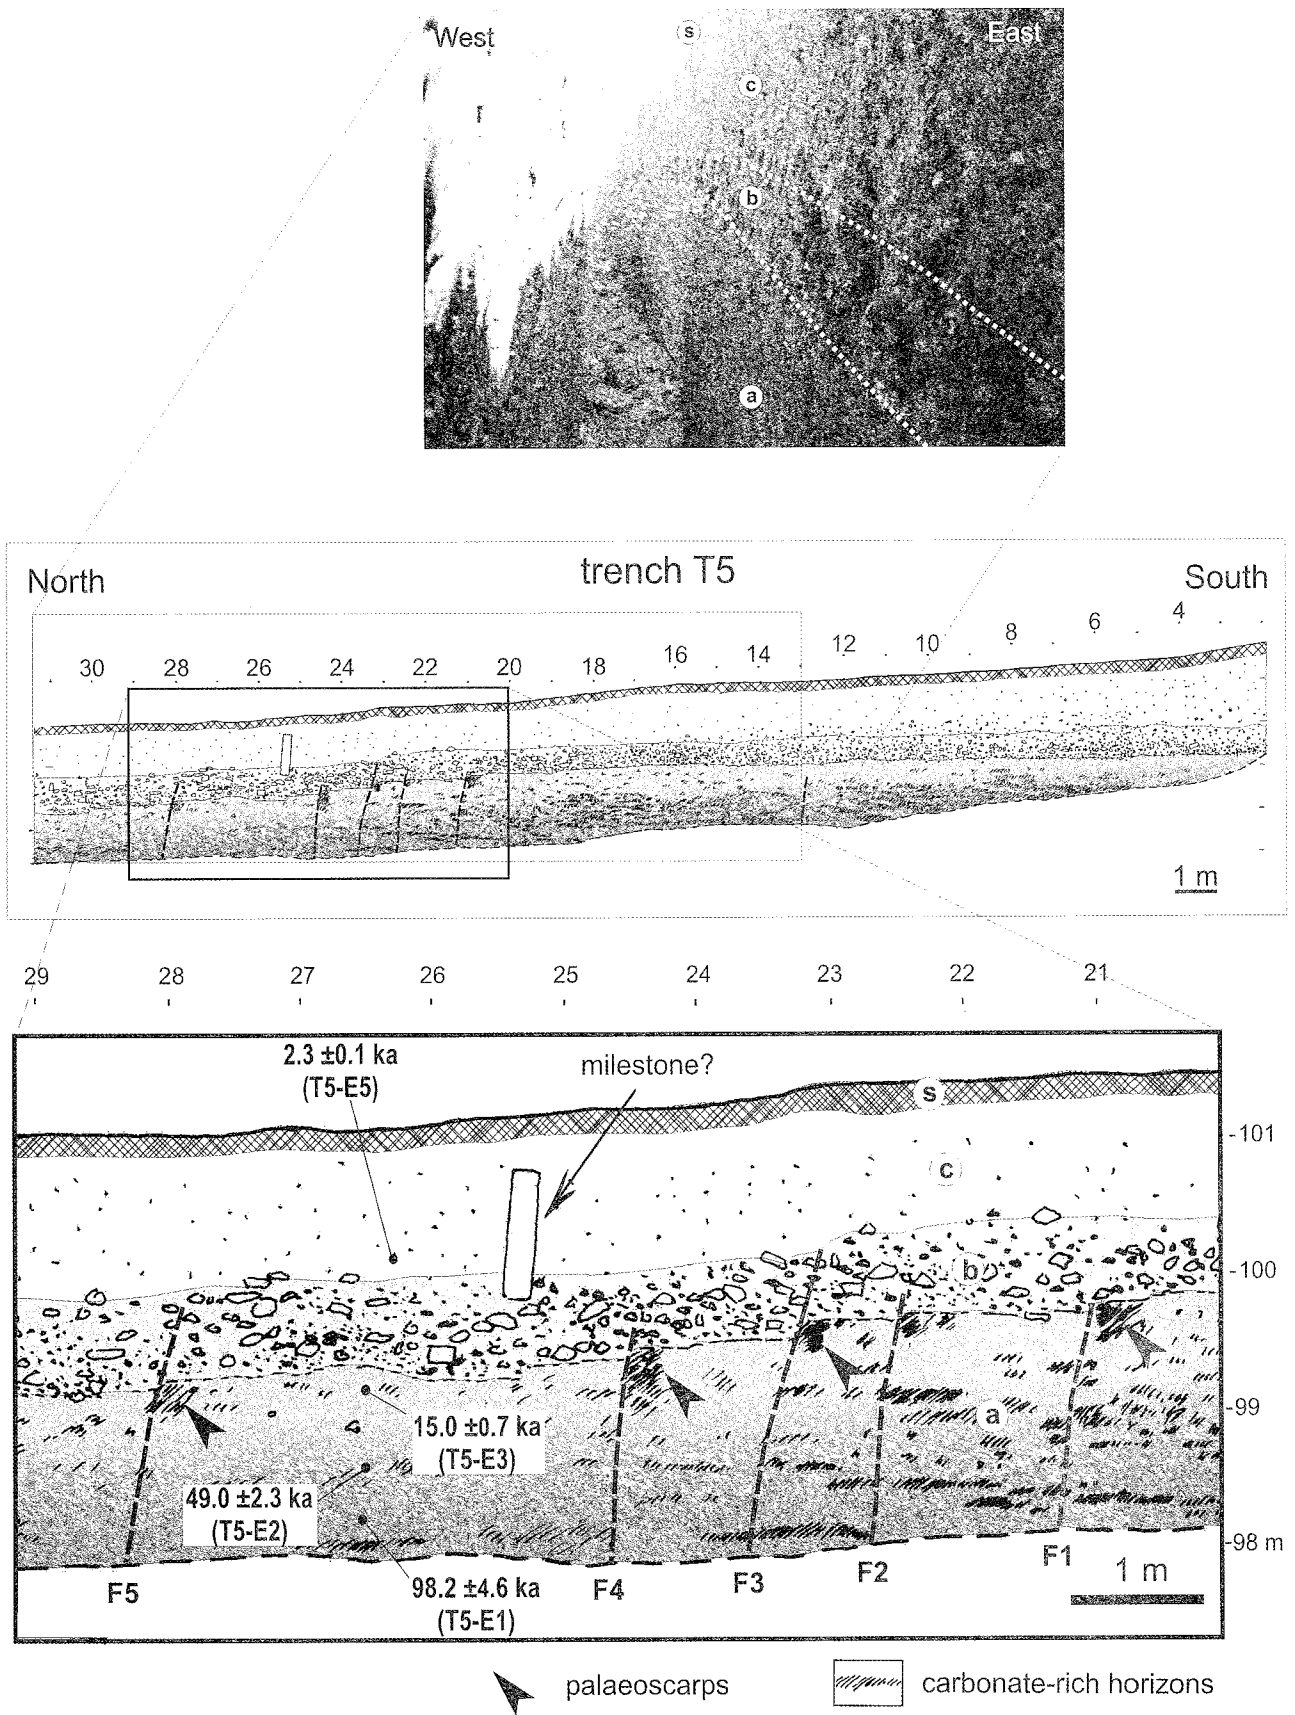 West
s
East
c
b
a
North
trench T5
South
30 28 26 24 22 20 18 16 14 12 10 8 6 4
1 m
29 28 27 26 25 24 23 22 21
2.3 ±0.1 ka
(T5-E5)
milestone?
s
c
b
a
-101
-100
-99
-98 m
15.0 ±0.7 ka
(T5-E3)
49.0 ±2.3 ka
(T5-E2)
98.2 ±4.6 ka
(T5-E1)
F5
F4
F3
F2
F1
1 m
palaeoscarps
carbonate-rich horizons